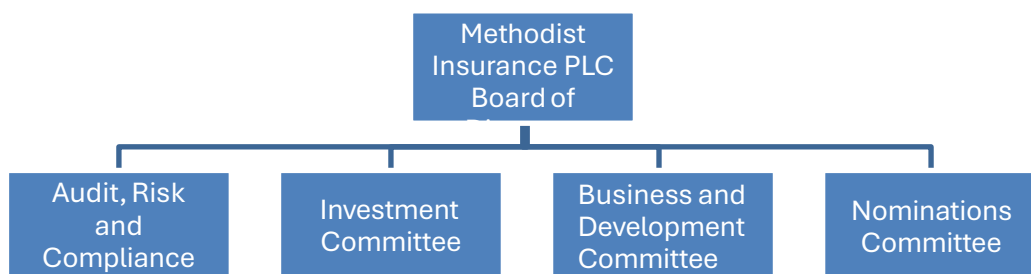 Methodist
Insurance PLC
Board of
Audit, Risk
and
Compliance
Investment
Committee
Business and
Development
Committee
Nominations
Committee